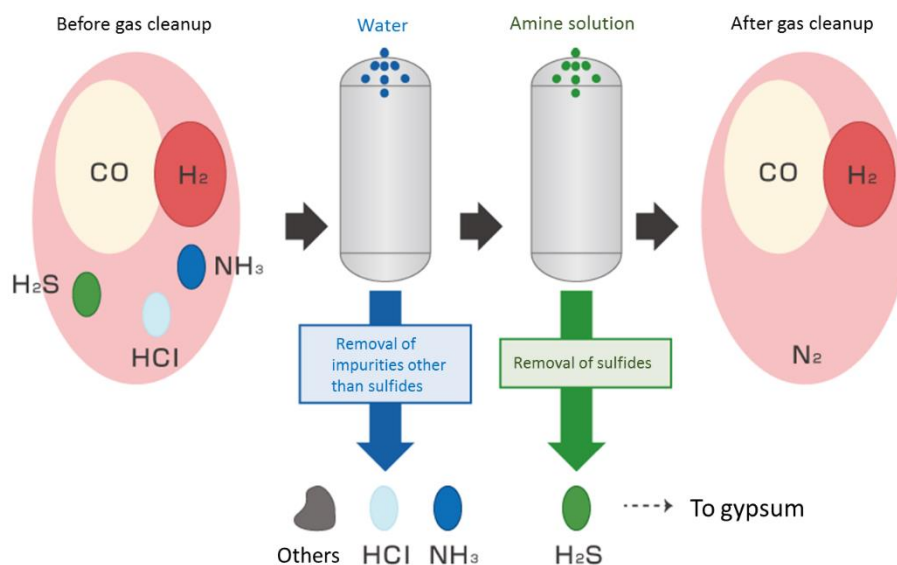 Before gas cleanup
Water
Amine solution
After gas cleanup
CO
H₂
H₂S
NH₃
HCl
CO
H₂
N₂
Removal of
impurities other
than sulfides
Removal of sulfides
Others
HCl
NH₃
H₂S
To gypsum